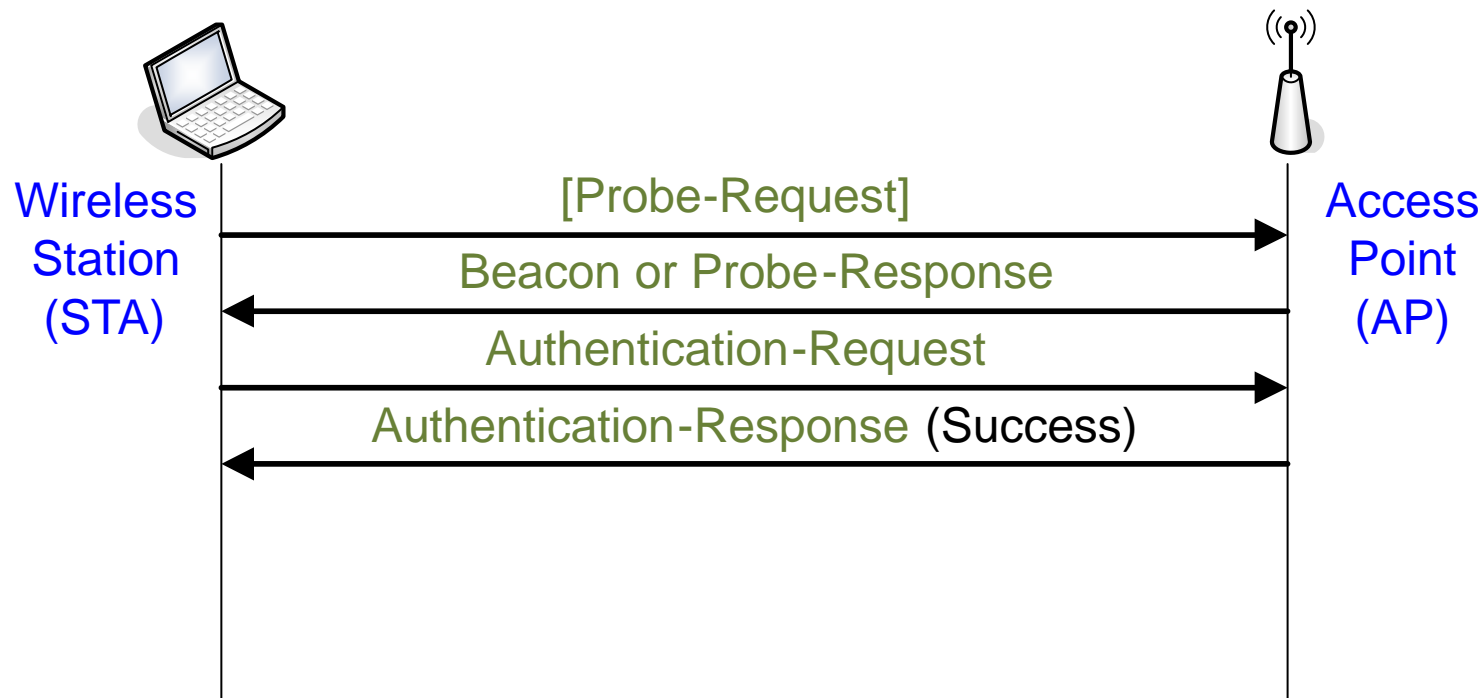 Wireless
Station
(STA)
[Probe-Request]
Beacon or Probe-Response
Authentication-Request
Authentication-Response (Success)
Access
Point
(AP)